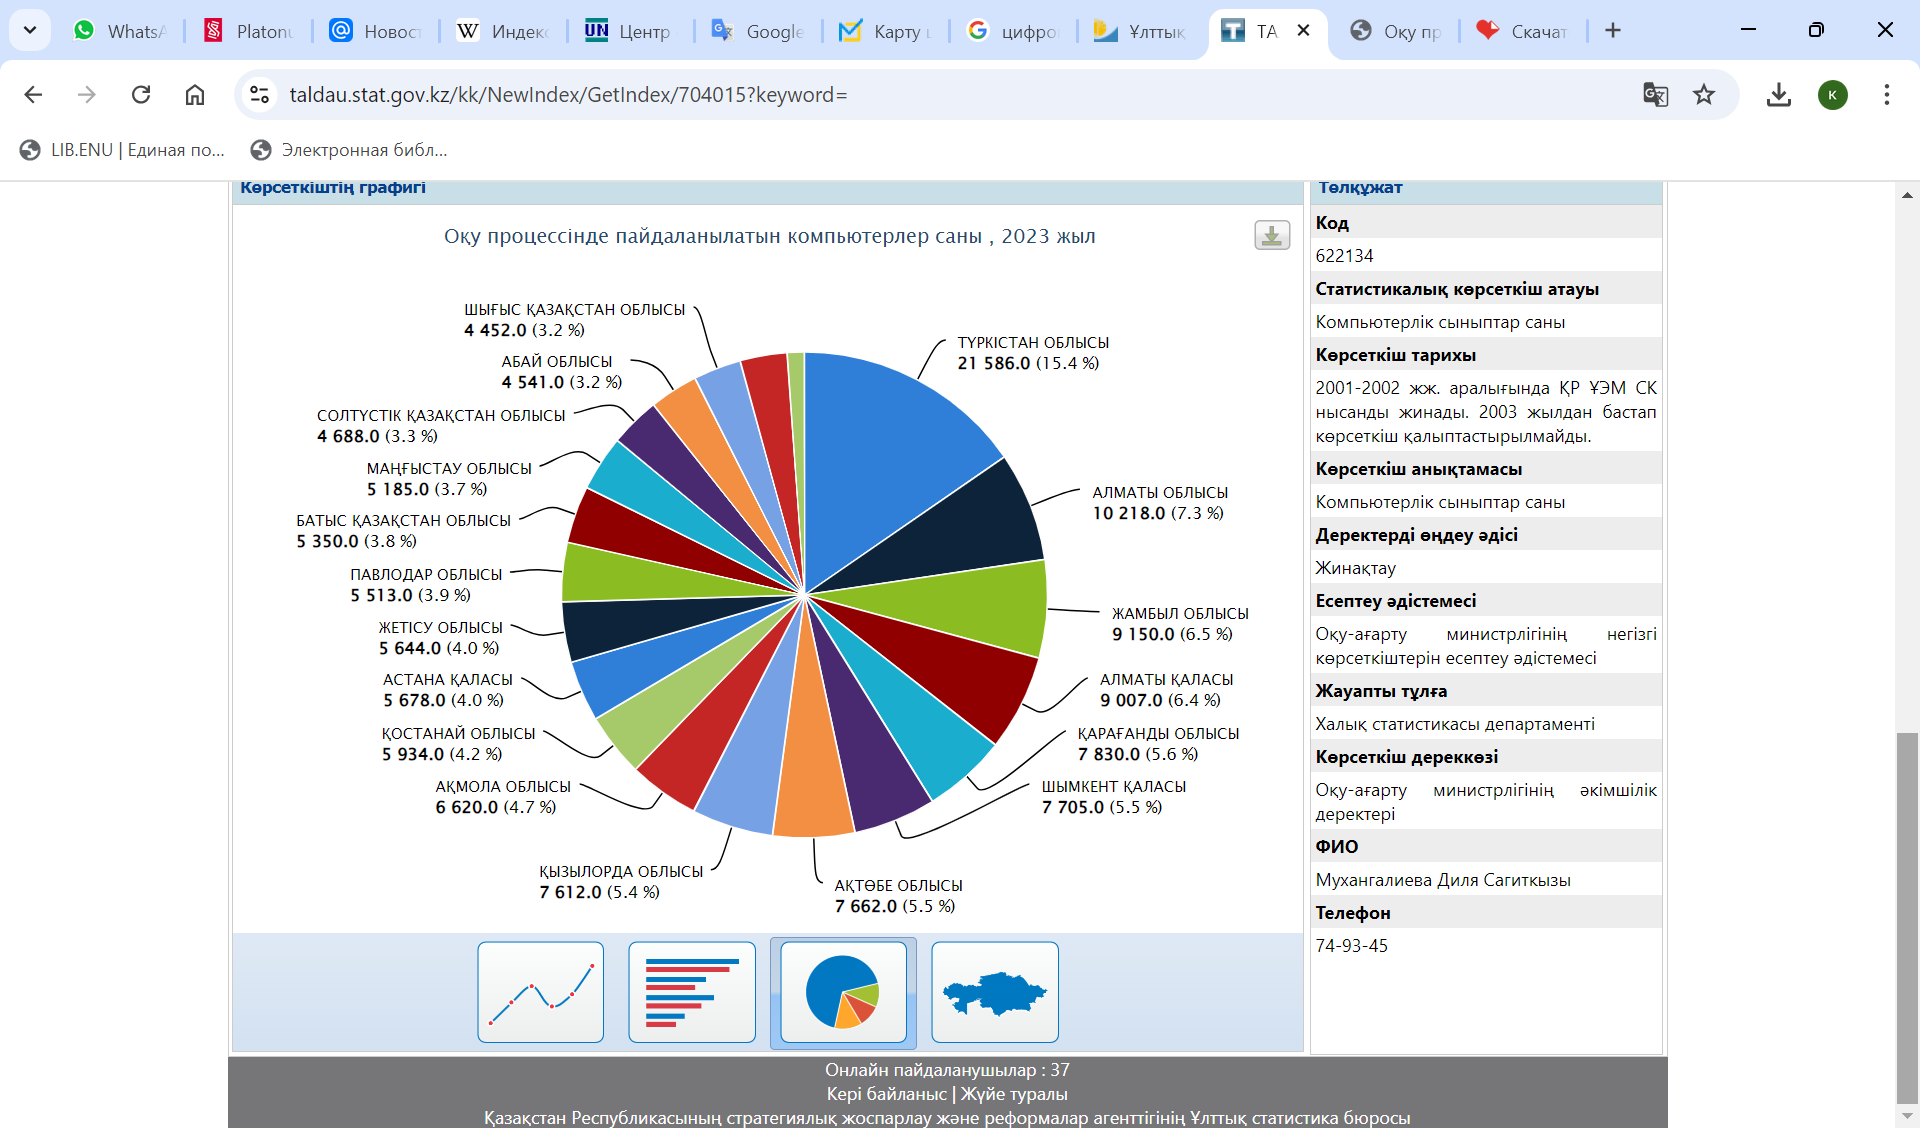 WhatsA
Platonu
Новост
W Индекс
UN Центр
Google
Карту ц
цифро
Ұлттық
TA
Оқу пр
Скачат
taldau.stat.gov.kz/kk/NewIndex/GetIndex/704015?keyword=
K
LIB.ENU | Единая по...
Электронная библ...
Көрсеткіштің графигі
Оқу процессінде пайдаланылатын компьютерлер саны , 2023 жыл
ШЫҒЫС ҚАЗАҚСТАН ОБЛЫСЫ
4 452.0 (3.2 %)
АБАЙ ОБЛЫСЫ
4 541.0 (3.2 %)
СОЛТҮСТІК ҚАЗАҚСТАН ОБЛЫСЫ
4 688.0 (3.3 %)
МАҢҒЫСТАУ ОБЛЫСЫ
5 185.0 (3.7 %)
БАТЫС ҚАЗАҚСТАН ОБЛЫСЫ
5 350.0 (3.8 %)
ПАВЛОДАР ОБЛЫСЫ
5 513.0 (3.9 %)
ЖЕТІСУ ОБЛЫСЫ
5 644.0 (4.0 %)
АСТАНА ҚАЛАСЫ
5 678.0 (4.0 %)
ҚОСТАНАЙ ОБЛЫСЫ
5 934.0 (4.2 %)
АҚМОЛА ОБЛЫСЫ
6 620.0 (4.7 %)
ҚЫЗЫЛОРДА ОБЛЫСЫ
7 612.0 (5.4 %)
ТҮРКІСТАН ОБЛЫСЫ
21 586.0 (15.4 %)
АЛМАТЫ ОБЛЫСЫ
10 218.0 (7.3 %)
ЖАМБЫЛ ОБЛЫСЫ
9 150.0 (6.5 %)
АЛМАТЫ ҚАЛАСЫ
9 007.0 (6.4 %)
ҚАРАҒАНДЫ ОБЛЫСЫ
7 830.0 (5.6 %)
ШЫМКЕНТ ҚАЛАСЫ
7 705.0 (5.5 %)
АҚТӨБЕ ОБЛЫСЫ
7 662.0 (5.5 %)
Төлқұжат
Код
622134
Статистикалық көрсеткіш атауы
Компьютерлік сыныптар саны
Көрсеткіш тарихы
2001-2002 жж. аралығында ҚР ҰЭМ СК
нысанды жинады. 2003 жылдан бастап
көрсеткіш қалыптастырылмайды.
Көрсеткіш анықтамасы
Компьютерлік сыныптар саны
Деректерді өңдеу әдісі
Жинақтау
Есептеу әдістемесі
Оқу-ағарту министрлігінің негізгі
көрсеткіштерін есептеу әдістемесі
Жауапты тұлға
Халық статистикасы департаменті
Көрсеткіш дереккөзі
Оқу-ағарту министрлігінің әкімшілік
деректері
ФИО
Мухангалиева Диля Сагиткызы
Телефон
74-93-45
Онлайн пайдаланушылар : 37
Кері байланыс | Жүйе туралы
Қазақстан Республикасының стратегиялық жоспарлау және реформалар агенттігінің Ұлттық статистика бюросы